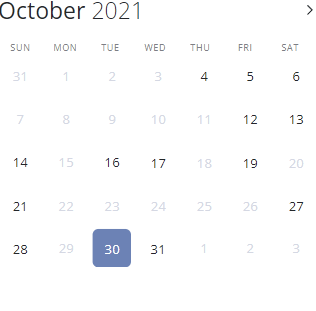 October 2021 >
SUN MON TUE WED THU FRI SAT
31 1 2 3 4 5 6
7 8 9 10 11 12 13
14 15 16 17 18 19 20
21 22 23 24 25 26 27
28 29 30 31 1 2 3